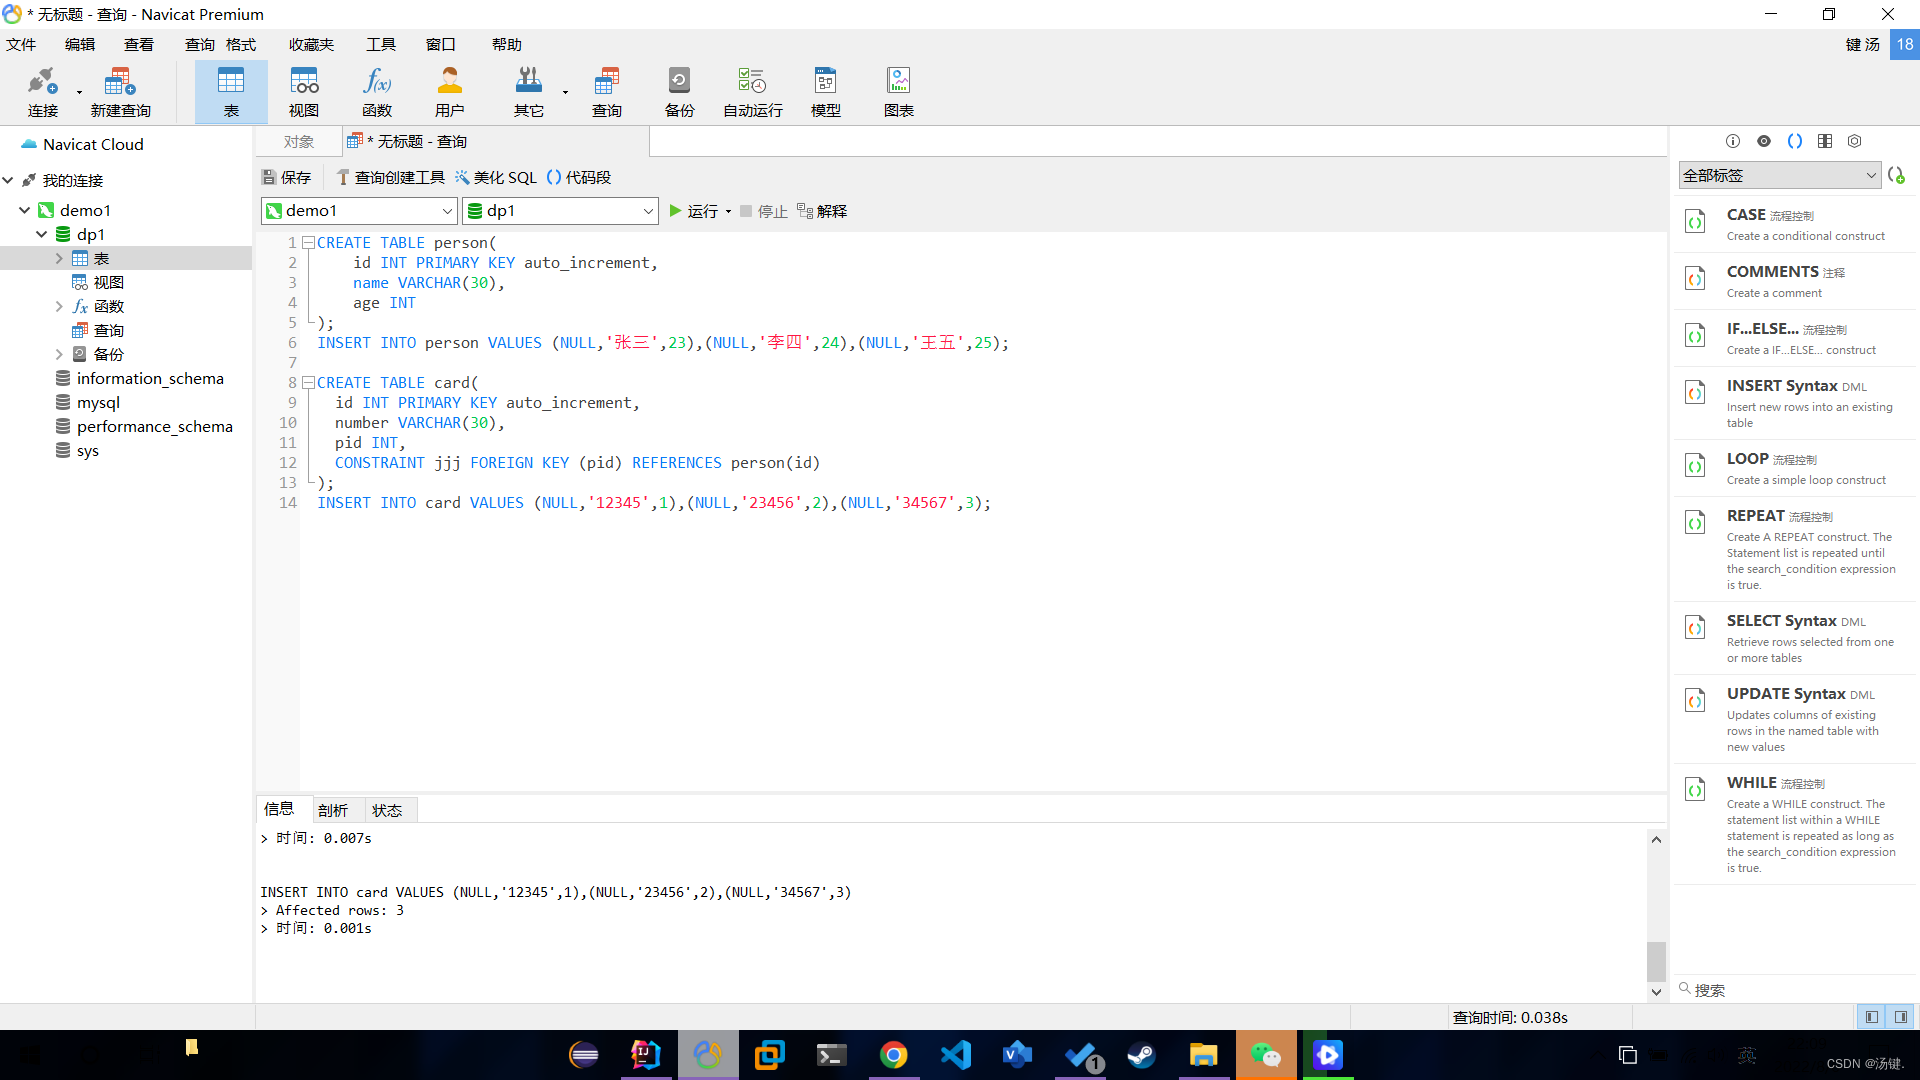 * 无标题 - 查询 - Navicat Premium
文件 编辑 查看 查询 格式 收藏夹 工具 窗口 帮助 键 汤 18
连接 新建查询 表 视图 函数 用户 其它 查询 备份 自动运行 模型 图表
Navicat Cloud
我的连接
demo1
dp1
表
视图
函数
查询
备份
information_schema
mysql
performance_schema
sys
对象 * 无标题 - 查询
保存 查询创建工具 美化 SQL 代码段
demo1 dp1 运行 停止 解释
1 CREATE TABLE person(
2 id INT PRIMARY KEY auto_increment,
3 name VARCHAR(30),
4 age INT
5 );
6 INSERT INTO person VALUES (NULL,'张三',23),(NULL,'李四',24),(NULL,'王五',25);
7
8 CREATE TABLE card(
9 id INT PRIMARY KEY auto_increment,
10 number VARCHAR(30),
11 pid INT,
12 CONSTRAINT jjj FOREIGN KEY (pid) REFERENCES person(id)
13 );
14 INSERT INTO card VALUES (NULL,'12345',1),(NULL,'23456',2),(NULL,'34567',3);
信息 剖析 状态
> 时间: 0.007s
INSERT INTO card VALUES (NULL,'12345',1),(NULL,'23456',2),(NULL,'34567',3)
> Affected rows: 3
> 时间: 0.001s
全部标签
CASE 流程控制
Create a conditional construct
COMMENTS 注释
Create a comment
IF...ELSE... 流程控制
Create a IF...ELSE... construct
INSERT Syntax DML
Insert new rows into an existing
table
LOOP 流程控制
Create a simple loop construct
REPEAT 流程控制
Create A REPEAT construct. The
Statement list is repeated until
the search_condition expression
is true.
SELECT Syntax DML
Retrieve rows selected from one
or more tables
UPDATE Syntax DML
Updates columns of existing
rows in the named table with
new values
WHILE 流程控制
Create a WHILE construct. The
statement list within a WHILE
statement is repeated as long as
the search_condition expression
is true.
搜索
查询时间: 0.038s
1
英
CSDN @汤键.